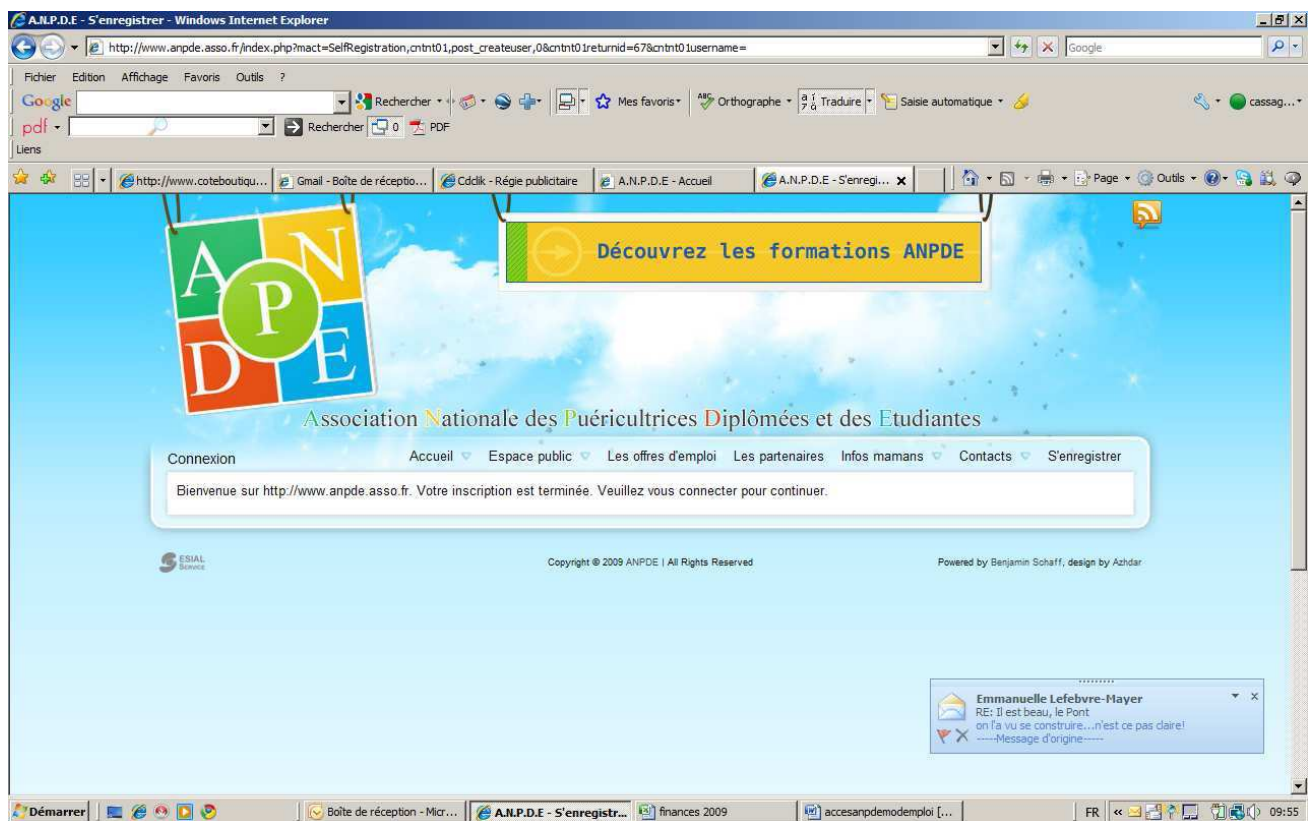 A.N.P.D.E - S'enregistrer - Windows Internet Explorer
http://www.anpde.asso.fr/index.php?mact=SelfRegistration,cntnt01,post_createuser,0&cntnt01returnid=67&cntnt01username=
Google
Fichier Edition Affichage Favoris Outils ?
Google Rechercher Mes favoris ABC Orthographe Traduire Saisie automatique cassag...
pdf Rechercher 0 PDF
Liens
http://www.coteboutiqu... Gmail - Boîte de réceptio... Cddik - Régie publicitaire A.N.P.D.E - Accueil A.N.P.D.E - S'enregi... Page Outils
A N P D E
Découvrez les formations ANPDE
Association Nationale des Puéricultrices Diplômées et des Etudiantes
Connexion Accueil Espace public Les offres d'emploi Les partenaires Infos mamans Contacts S'enregistrer
Bienvenue sur http://www.anpde.asso.fr. Votre inscription est terminée. Veuillez vous connecter pour continuer.
ESIAL Service Copyright © 2009 ANPDE | All Rights Reserved Powered by Benjamin Schaff, design by Azhdar
Emmanuelle Lefebvre-Mayer
RE: Il est beau, le Pont
on l'a vu se construire...n'est ce pas claire!
-----Message d'origine-----
Démarrer Boîte de réception - Micr... A.N.P.D.E - S'enregistr... finances 2009 accesanpdemodemploi [... FR « 09:55